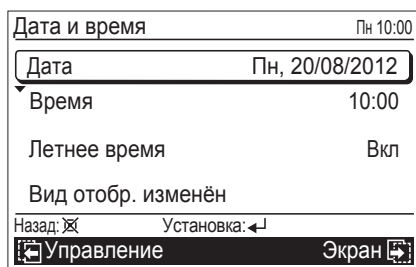 Дата и время Пн 10:00
Дата Пн, 20/08/2012
Время 10:00
Летнее время Вкл
Вид отобр. изменён
Назад: Установка:
Управление Экран